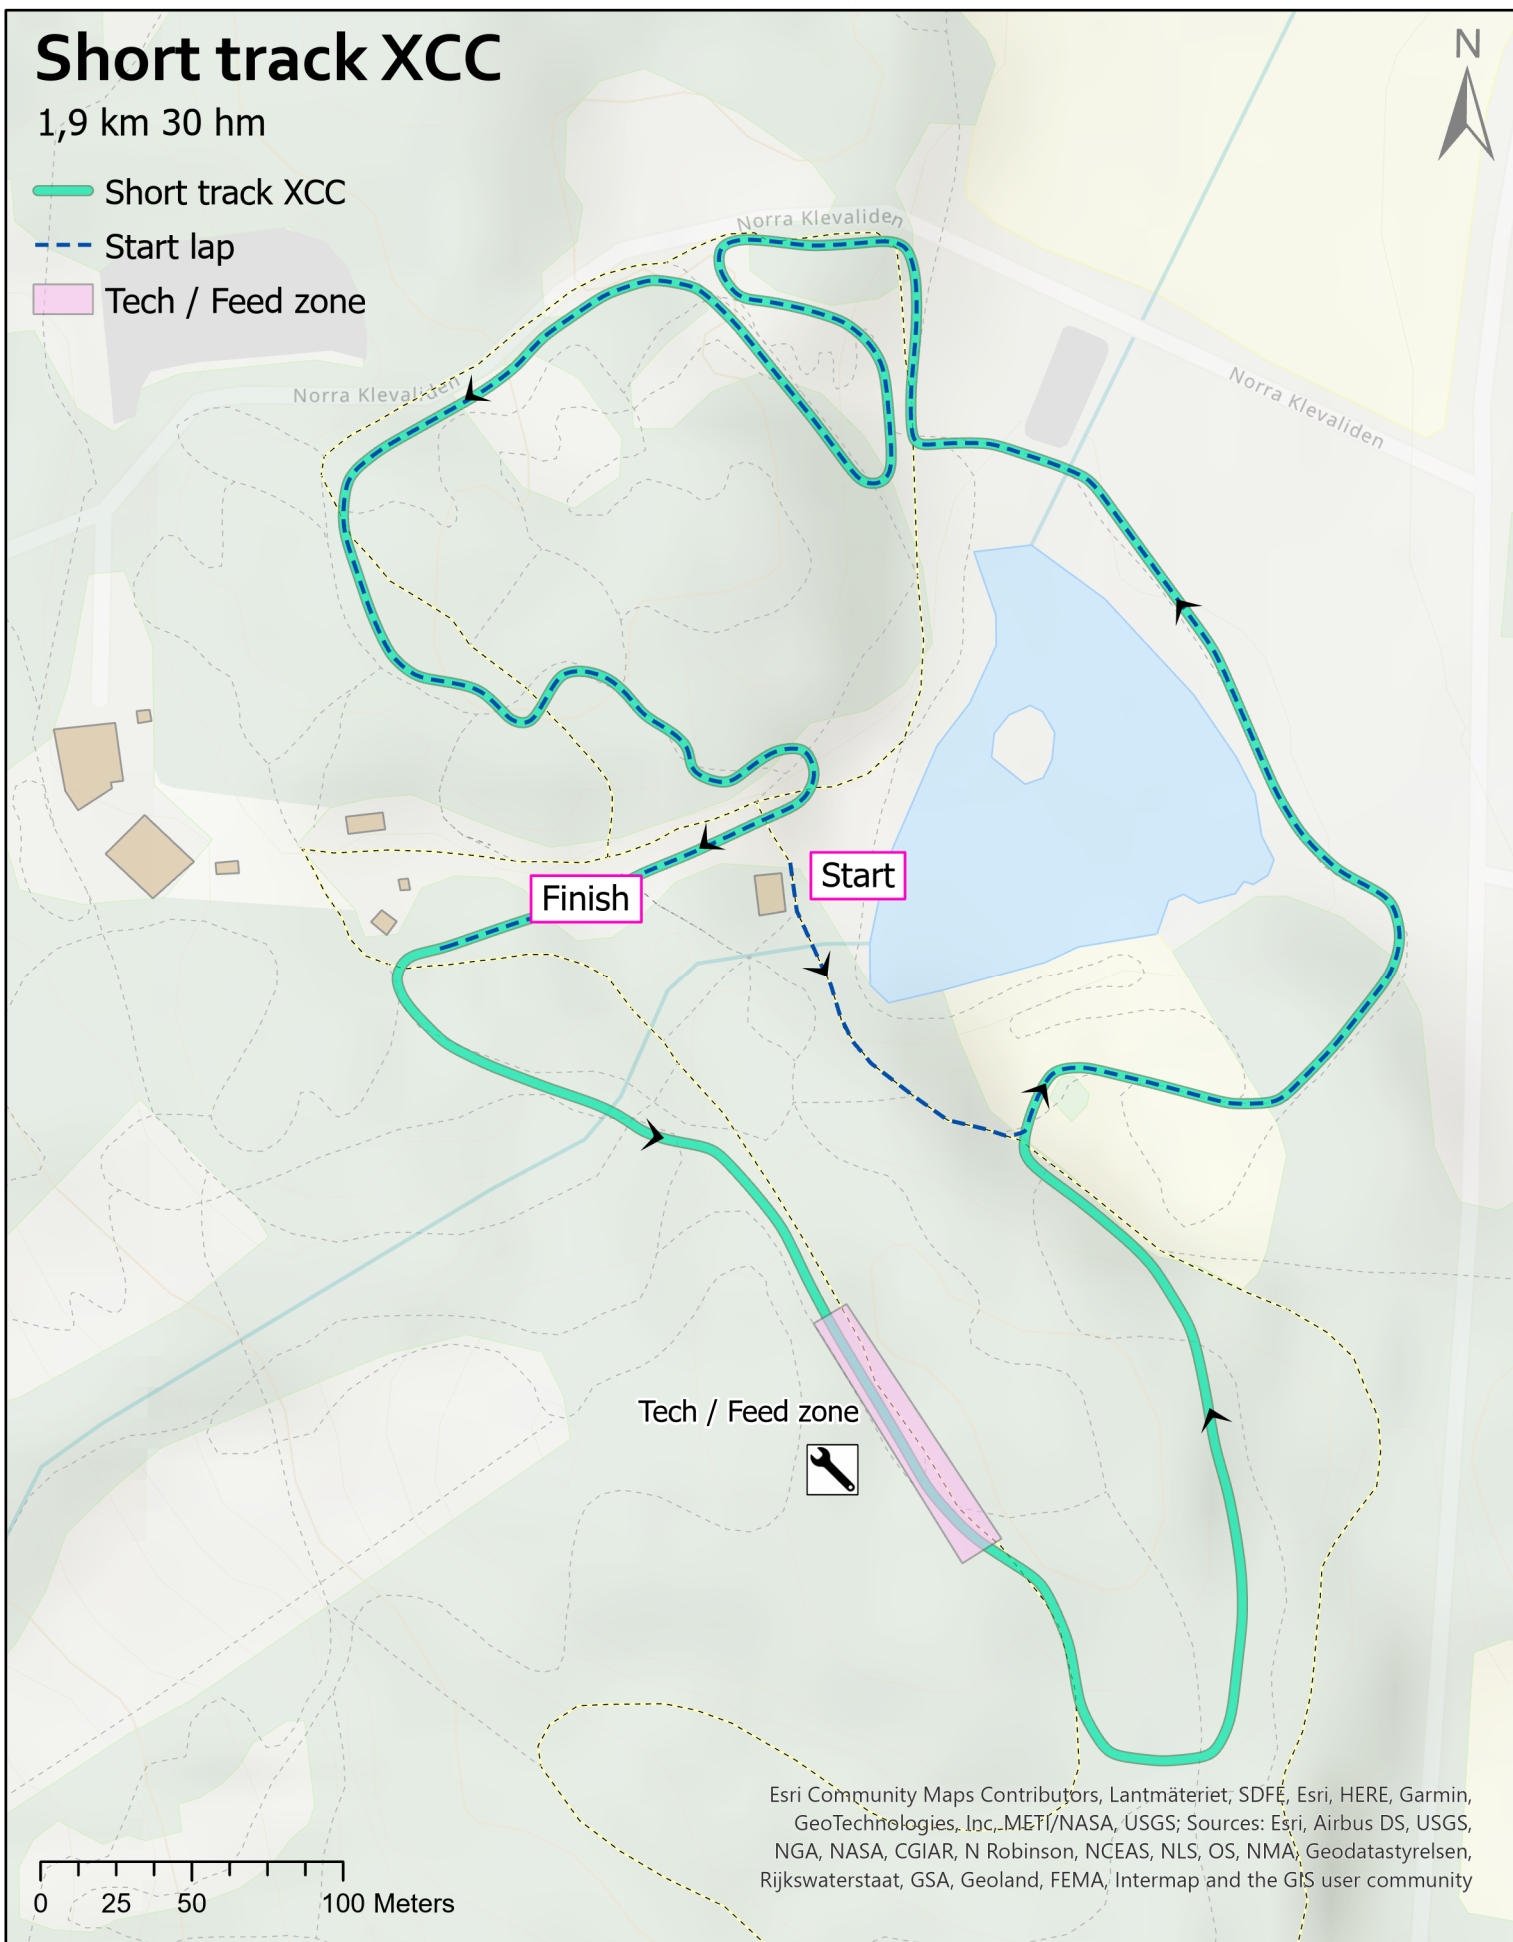 Short track XCC
1,9 km 30 hm
Short track XCC
Start lap
Tech / Feed zone
N
Norra Klevaliden
Norra Klevaliden
Norra Klevaliden
Start
Finish
Tech / Feed zone
Esri Community Maps Contributors, Lantmäteriet, SDFE, Esri, HERE, Garmin,
GeoTechnologies, Inc, METI/NASA, USGS; Sources: Esri, Airbus DS, USGS,
NGA, NASA, CGIAR, N Robinson, NCEAS, NLS, OS, NMA, Geodatastyrelsen,
Rijkswaterstaat, GSA, Geoland, FEMA, Intermap and the GIS user community
0 25 50 100 Meters